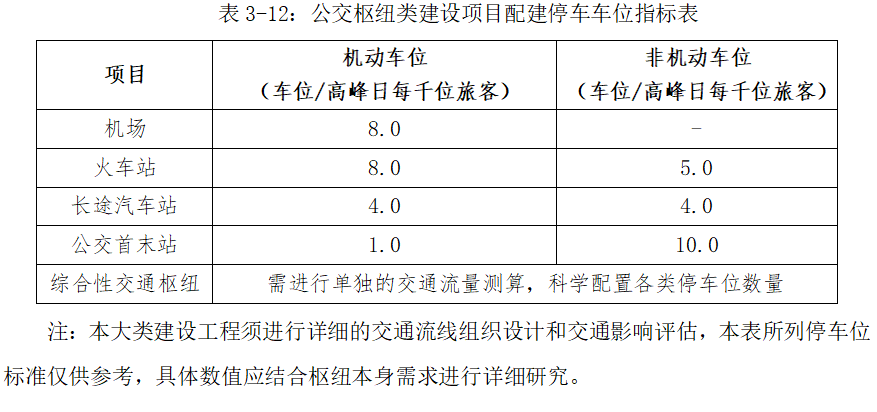 表 3-12：公交枢纽类建设项目配建停车车位指标表
项目 机动车位 非机动车位
（车位/高峰日每千位旅客） （车位/高峰日每千位旅客）
机场 8.0 –
火车站 8.0 5.0
长途汽车站 4.0 4.0
公交首末站 1.0 10.0
综合性交通枢纽 需进行单独的交通流量测算，科学配置各类停车位数量
注：本大类建设工程须进行详细的交通流线组织设计和交通影响评估，本表所列停车位
标准仅供参考，具体数值应结合枢纽本身需求进行详细研究。